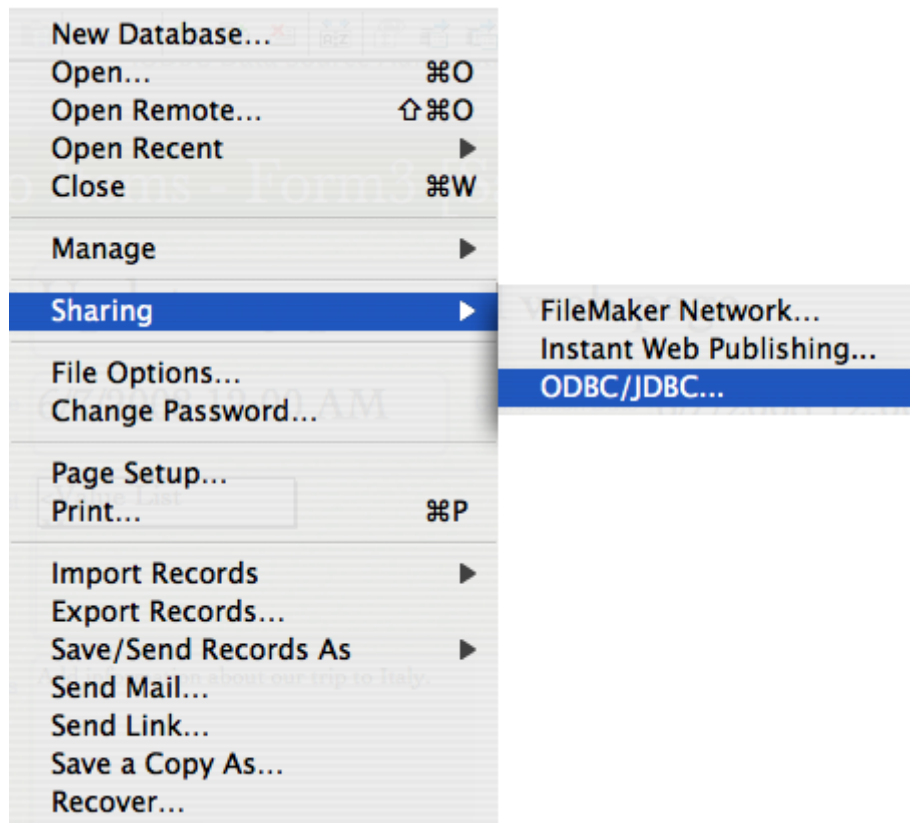 New Database...
Open... ⌘O
Open Remote... ⇧⌘O
Open Recent
Close ⌘W
Manage
Sharing
FileMaker Network...
Instant Web Publishing...
ODBC/JDBC...
File Options...
Change Password...
Page Setup...
Print... ⌘P
Import Records
Export Records...
Save/Send Records As
Send Mail...
Send Link...
Save a Copy As...
Recover...